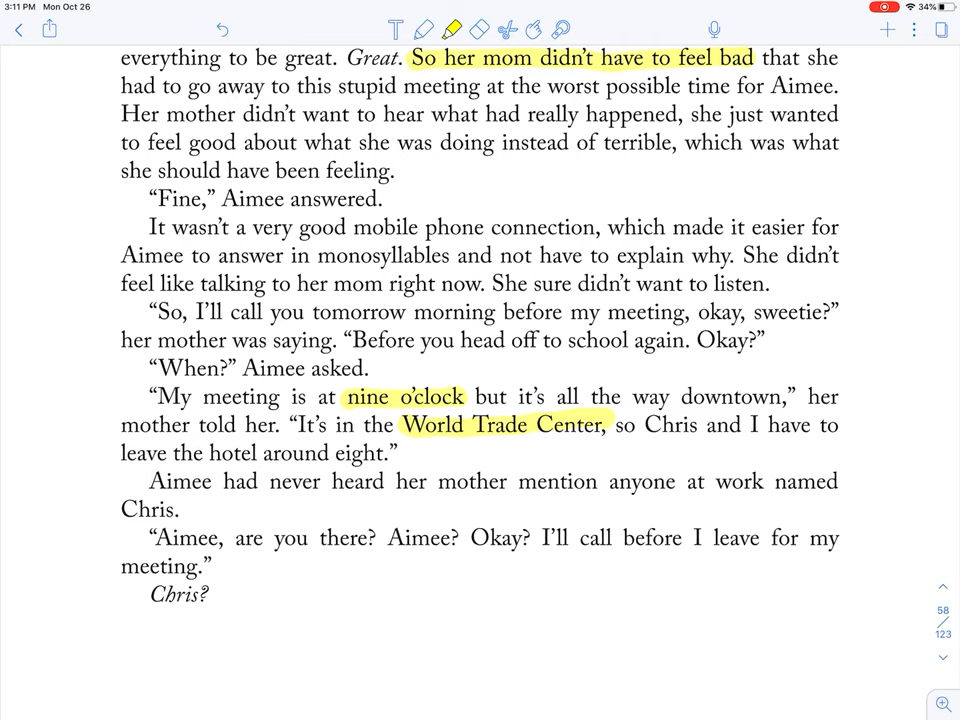 3:11 PM Mon Oct 26
34%
everything to be great. Great. So her mom didn’t have to feel bad that she
had to go away to this stupid meeting at the worst possible time for Aimee.
Her mother didn’t want to hear what had really happened, she just wanted
to feel good about what she was doing instead of terrible, which was what
she should have been feeling.
“Fine,” Aimee answered.
It wasn’t a very good mobile phone connection, which made it easier for
Aimee to answer in monosyllables and not have to explain why. She didn’t
feel like talking to her mom right now. She sure didn’t want to listen.
“So, I’ll call you tomorrow morning before my meeting, okay, sweetie?”
her mother was saying. “Before you head off to school again. Okay?”
“When?” Aimee asked.
“My meeting is at nine o’clock but it’s all the way downtown,” her
mother told her. “It’s in the World Trade Center, so Chris and I have to
leave the hotel around eight.”
Aimee had never heard her mother mention anyone at work named
Chris.
“Aimee, are you there? Aimee? Okay? I’ll call before I leave for my
meeting.”
Chris?
58
/
123